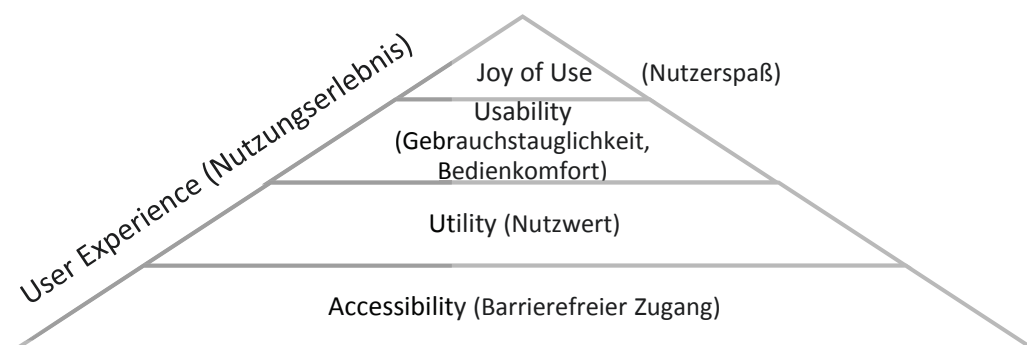 User Experience (Nutzungserlebnis)
Joy of Use (Nutzerspaß)
Usability
(Gebrauchstauglichkeit,
Bedienkomfort)
Utility (Nutzwert)
Accessibility (Barrierefreier Zugang)